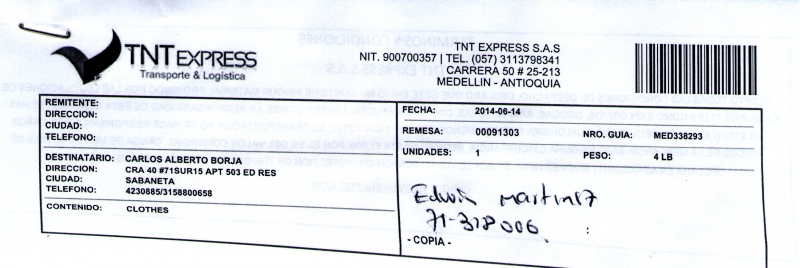 TNT EXPRESS
Transporte & Logística
TNT EXPRESS S.A.S
NIT. 900700357 | TEL. (057) 3113798341
CARRERA 50 # 25-213
MEDELLIN - ANTIOQUIA
REMITENTE:
DIRECCION:
CIUDAD:
TELEFONO:
DESTINATARIO: CARLOS ALBERTO BORJA
DIRECCION: CRA 40 #71SUR15 APT 503 ED RES
CIUDAD: SABANETA
TELEFONO: 4230885/3158800658
CONTENIDO: CLOTHES
FECHA: 2014-06-14
REMESA: 00091303 NRO. GUIA: MED338293
UNIDADES: 1 PESO: 4 LB
Edwin
71-318006
- COPIA -